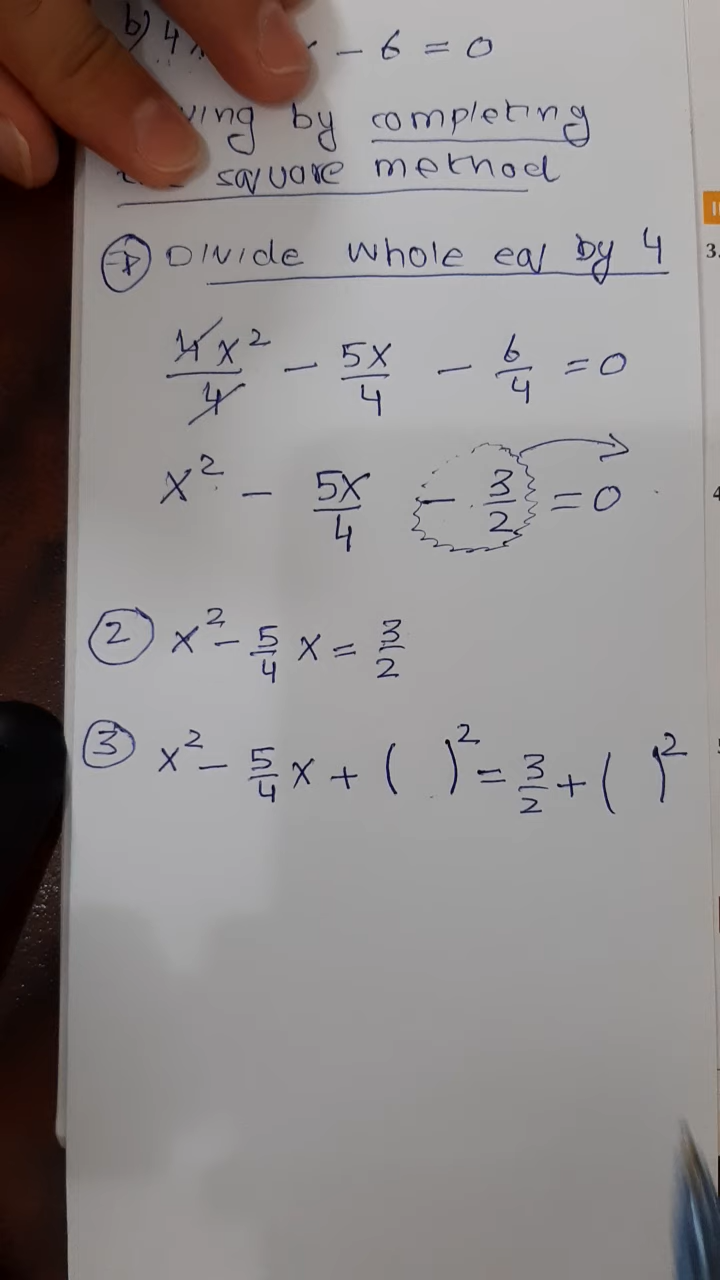 b) 4 - 6 = 0
by completing
square method
① Divide whole eq by 4
4x²/4 - 5x/4 - 6/4 = 0
x² - 5x/4 - 3/2 = 0
② x² - 5/4 x = 3/2
③ x² - 5/4 x + ( )² = 3/2 + ( )²
3.